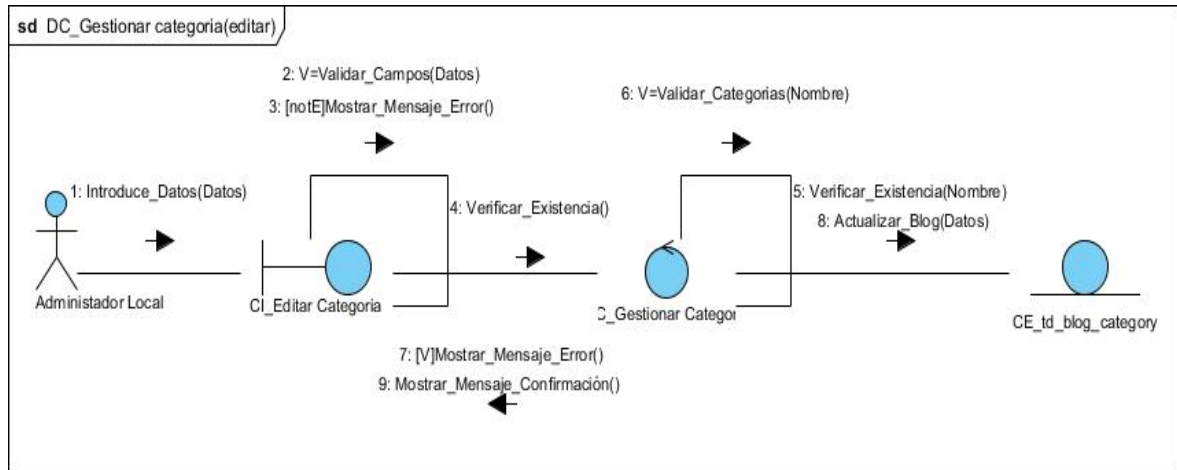 sd DC_Gestionar categoria(editar)
2: V=Validar_Campos(Datos)
3: [notE]Mostrar_Mensaje_Error()
6: V=Validar_Categorias(Nombre)
1: Introduce_Datos(Datos)
4: Verificar_Existencia()
5: Verificar_Existencia(Nombre)
8: Actualizar_Blog(Datos)
Administador Local
CI_Editar Categoria
C_Gestionar Categor
CE_td_blog_category
7: [V]Mostrar_Mensaje_Error()
9: Mostrar_Mensaje_Confirmación()